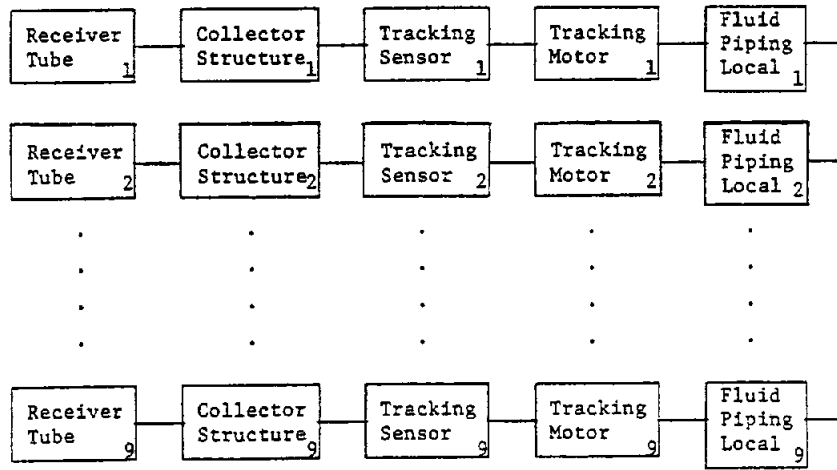 Receiver
Tube 1
Collector
Structure 1
Tracking
Sensor 1
Tracking
Motor 1
Fluid
Piping
Local
1
Receiver
Tube 2
Collector
Structure 2
Tracking
Sensor 2
Tracking
Motor 2
Fluid
Piping
Local 2
Receiver
Tube 9
Collector
Structure 9
Tracking
Sensor 9
Tracking
Motor 9
Fluid
Piping
Local 9